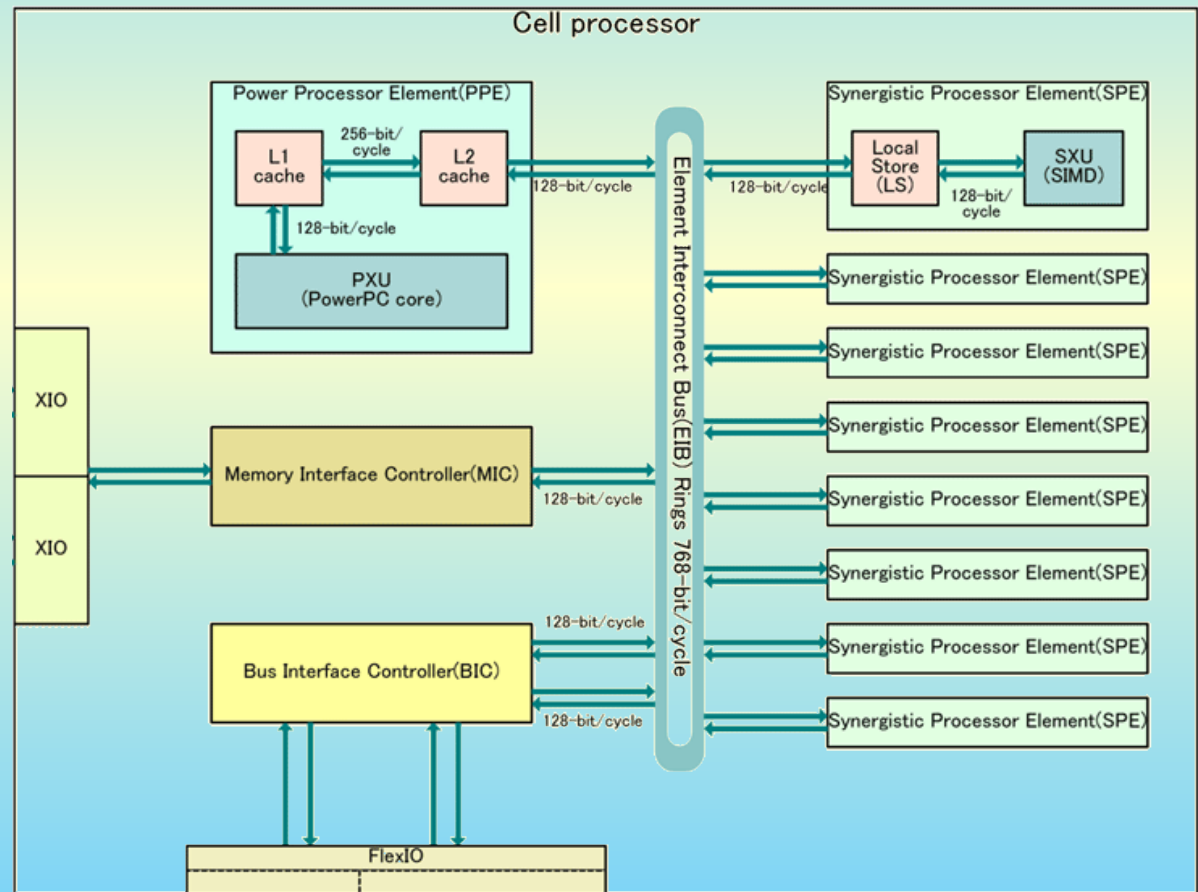 Cell processor
Power Processor Element(PPE)
L1
cache
256-bit/
cycle
L2
cache
128-bit/cycle
128-bit/cycle
PXU
(PowerPC core)
Element Interconnect Bus(EIB) Rings 768-bit/cycle
Synergistic Processor Element(SPE)
128-bit/cycle
Local
Store
(LS)
128-bit/
cycle
SXU
(SIMD)
Synergistic Processor Element(SPE)
Synergistic Processor Element(SPE)
Synergistic Processor Element(SPE)
Synergistic Processor Element(SPE)
Synergistic Processor Element(SPE)
Synergistic Processor Element(SPE)
Synergistic Processor Element(SPE)
XIO
XIO
Memory Interface Controller(MIC)
128-bit/cycle
Bus Interface Controller(BIC)
128-bit/cycle
128-bit/cycle
FlexIO